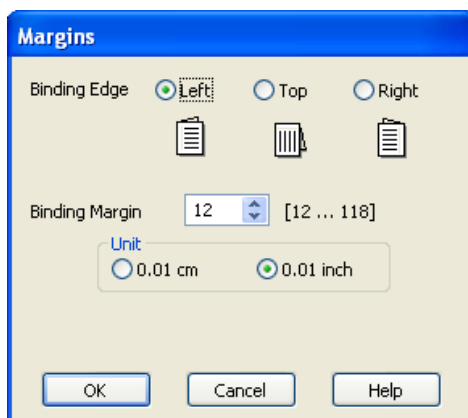 Margins
Binding Edge Left Top Right
Binding Margin 12 [12 ... 118]
Unit
0.01 cm 0.01 inch
OK Cancel Help